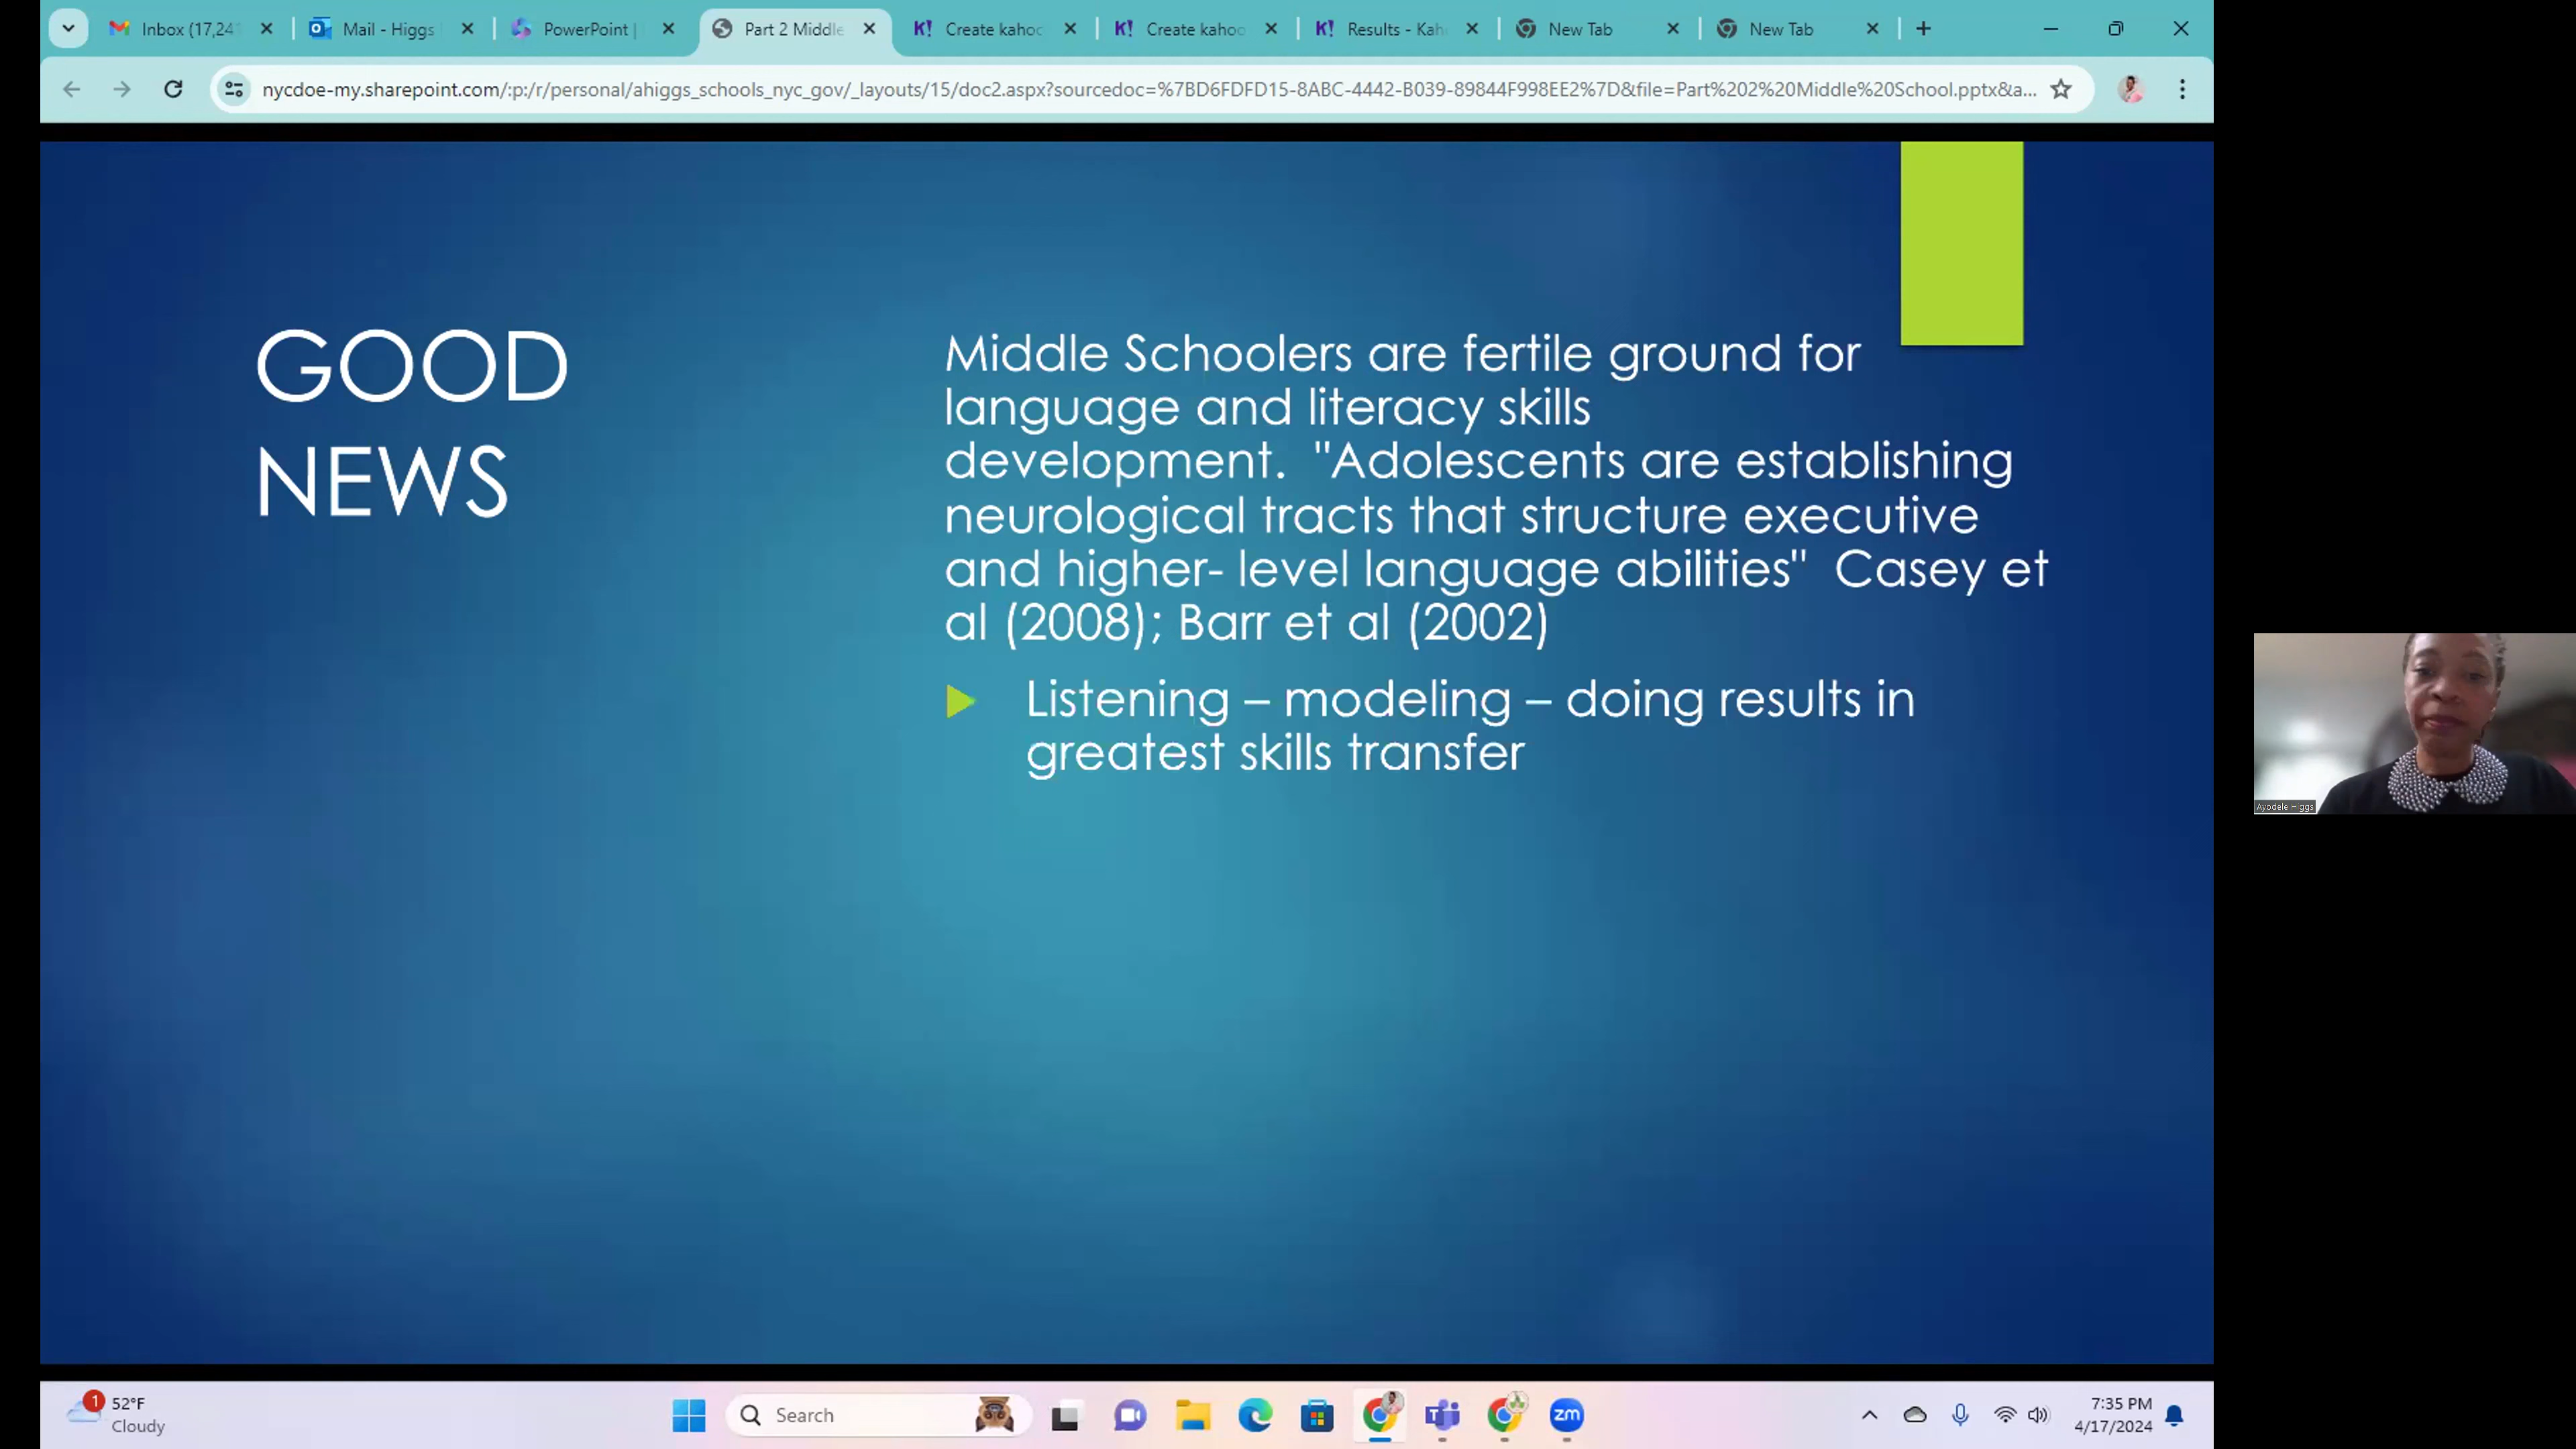 Inbox (17,24
Mail - Higgs
PowerPoint |
Part 2 Middle
K! Create kahoo
K! Create kahoo
K! Results - Kah
New Tab
New Tab
nycdoe-my.sharepoint.com/:p:/r/personal/ahiggs_schools_nyc_gov/_layouts/15/doc2.aspx?sourcedoc=%7BD6FDFD15-8ABC-4442-B039-89844F998EE2%7D&file=Part%202%20Middle%20School.pptx&a...
GOOD
NEWS
Middle Schoolers are fertile ground for
language and literacy skills
development. "Adolescents are establishing
neurological tracts that structure executive
and higher- level language abilities" Casey et
al (2008); Barr et al (2002)
Listening – modeling – doing results in
greatest skills transfer
Ayodele Higgs
1
52°F
Cloudy
Search
zm
7:35 PM
4/17/2024